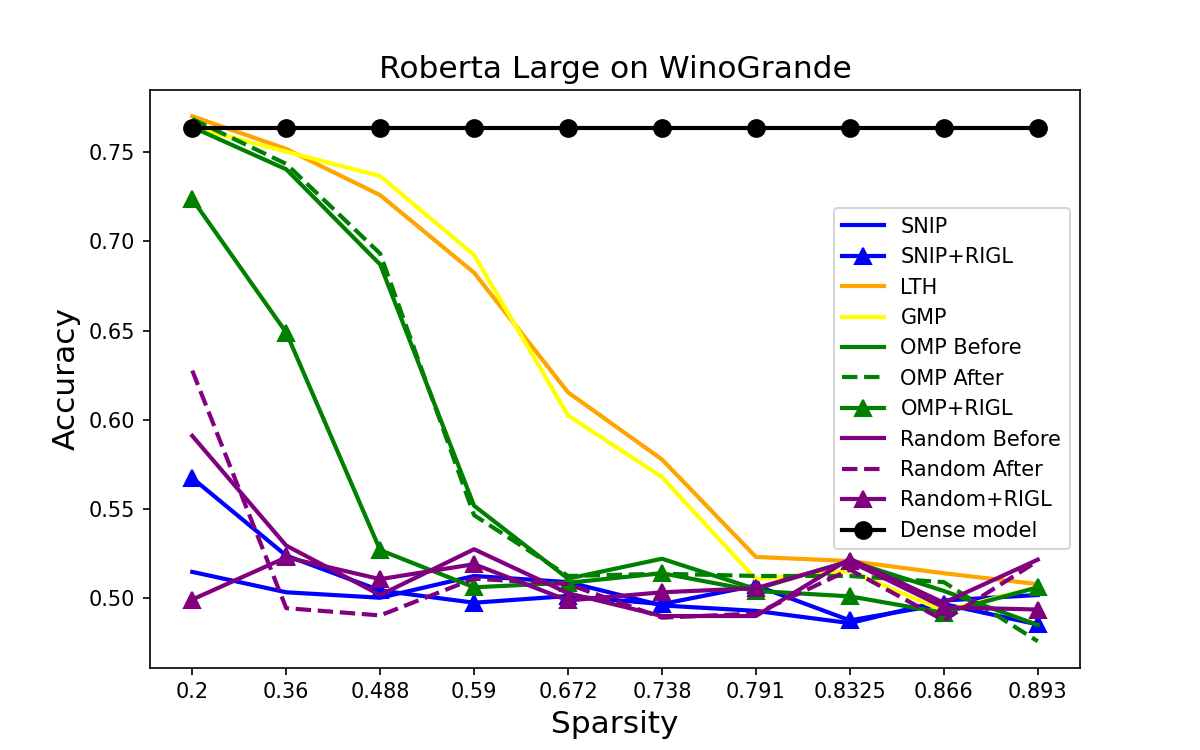 Roberta Large on WinoGrande
Accuracy
0.75
0.70
0.65
0.60
0.55
0.50
SNIP
SNIP+RIGL
LTH
GMP
OMP Before
OMP After
OMP+RIGL
Random Before
Random After
Random+RIGL
Dense model
0.2 0.36 0.488 0.59 0.672 0.738 0.791 0.8325 0.866 0.893
Sparsity